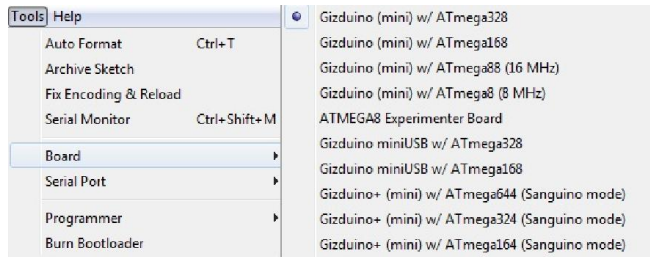 Tools Help
Auto Format Ctrl+T
Archive Sketch
Fix Encoding & Reload
Serial Monitor Ctrl+Shift+M
Board
Serial Port
Programmer
Burn Bootloader
Gizduino (mini) w/ ATmega328
Gizduino (mini) w/ ATmega168
Gizduino (mini) w/ ATmega88 (16 MHz)
Gizduino (mini) w/ ATmega8 (8 MHz)
ATMEGA8 Experimenter Board
Gizduino miniUSB w/ ATmega328
Gizduino miniUSB w/ ATmega168
Gizduino+ (mini) w/ ATmega644 (Sanguino mode)
Gizduino+ (mini) w/ ATmega324 (Sanguino mode)
Gizduino+ (mini) w/ ATmega164 (Sanguino mode)